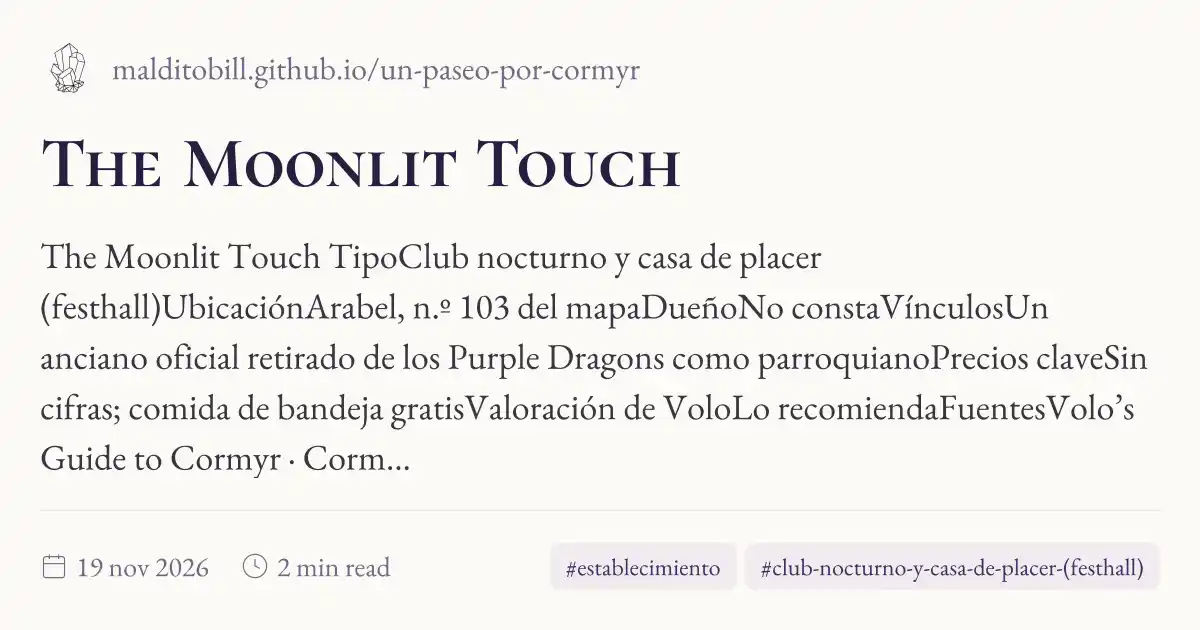 malditobill.github.io/un-paseo-por-cormyr
The Moonlit Touch
The Moonlit Touch TipoClub nocturno y casa de placer
(festhall)UbicaciónArabel, n.º 103 del mapaDueñoNo constaVínculosUn
anciano oficial retirado de los Purple Dragons como parroquianoPrecios claveSin
cifras; comida de bandeja gratisValoración de VoloLo recomiendaFuentesVolo’s
Guide to Cormyr · Corm...
19 nov 2026
2 min read
#establecimiento
#club-nocturno-y-casa-de-placer-(festhall)